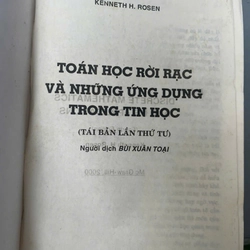 KENNETH H. ROSEN
TOÁN HỌC RỜI RẠC
VÀ NHỮNG ỨNG DỤNG
TRONG TIN HỌC
(TÁI BẢN LẦN THỨ TƯ)
Người dịch BÙI XUÂN TOẠI